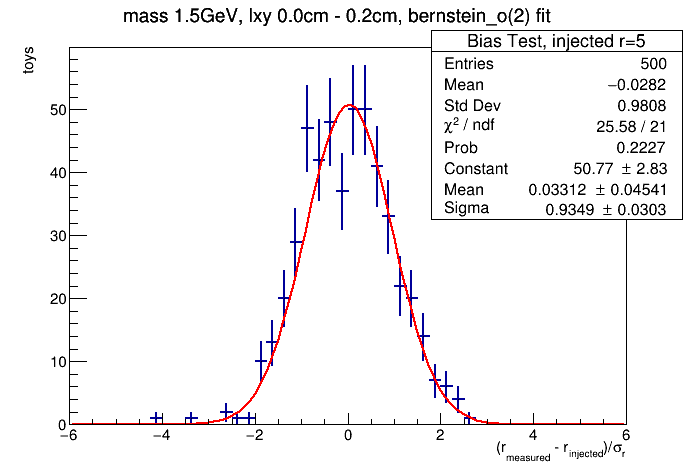 mass 1.5GeV, lxy 0.0cm - 0.2cm, bernstein_o(2) fit
toys
Bias Test, injected r=5
Entries 500
Mean −0.0282
Std Dev 0.9808
χ² / ndf 25.58 / 21
Prob 0.2227
Constant 50.77 ± 2.83
Mean 0.03312 ± 0.04541
Sigma 0.9349 ± 0.0303
50
40
30
20
10
0
−6 −4 −2 0 2 4 6
(r_measured - r_injected)/σ_r